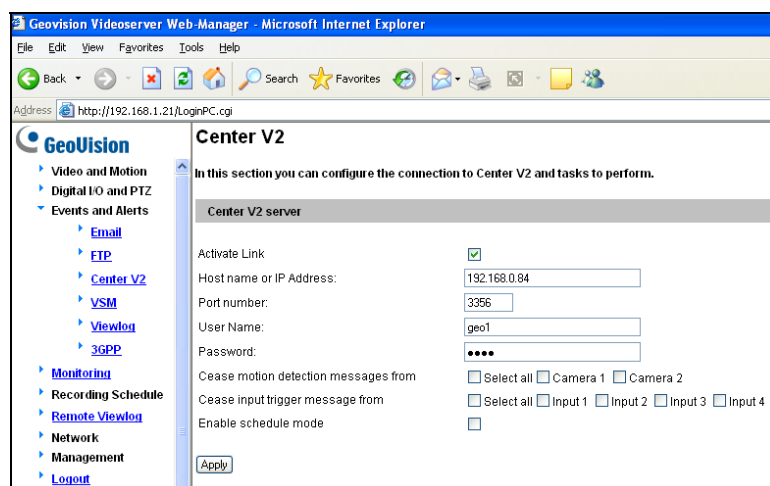 Geovision Videoserver Web-Manager - Microsoft Internet Explorer
File Edit View Favorites Tools Help
Back Search Favorites
Address http://192.168.1.21/LoginPC.cgi
GeoVision
Video and Motion
Digital I/O and PTZ
Events and Alerts
Email
FTP
Center V2
VSM
Viewlog
3GPP
Monitoring
Recording Schedule
Remote Viewlog
Network
Management
Logout
Center V2
In this section you can configure the connection to Center V2 and tasks to perform.
Center V2 server
Activate Link
Host name or IP Address: 192.168.0.84
Port number: 3356
User Name: geo1
Password: ••••
Cease motion detection messages from Select all Camera 1 Camera 2
Cease input trigger message from Select all Input 1 Input 2 Input 3 Input 4
Enable schedule mode
Apply